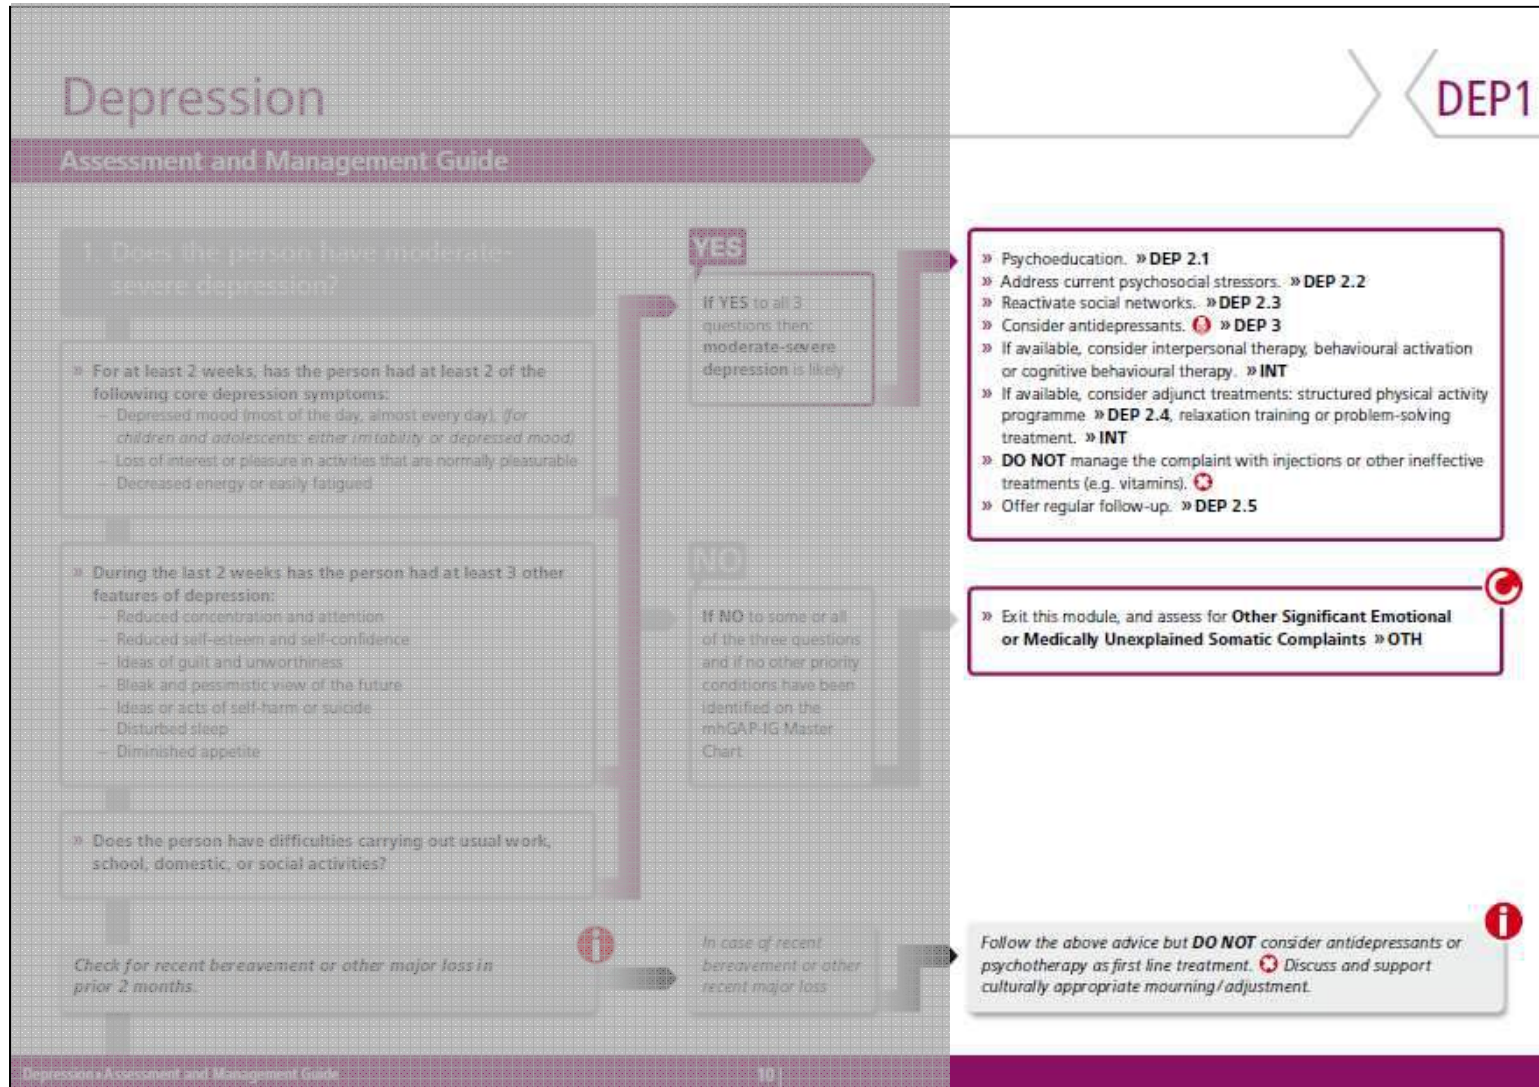 Depression
DEP1
Assessment and Management Guide
1. Does the person have moderate-
severe depression?
» For at least 2 weeks, has the person had at least 2 of the
following core depression symptoms:
– Depressed mood (most of the day, almost every day), (for
children and adolescents: either irritability or depressed mood)
– Loss of interest or pleasure in activities that are normally pleasurable
– Decreased energy or easily fatigued
» During the last 2 weeks has the person had at least 3 other
features of depression:
– Reduced concentration and attention
– Reduced self-esteem and self-confidence
– Ideas of guilt and unworthiness
– Bleak and pessimistic view of the future
– Ideas or acts of self-harm or suicide
– Disturbed sleep
– Diminished appetite
» Does the person have difficulties carrying out usual work,
school, domestic, or social activities?
Check for recent bereavement or other major loss in
prior 2 months.
YES
If YES to all 3
questions then:
moderate-severe
depression is likely
NO
If NO to some or all
of the three questions
and if no other priority
conditions have been
identified on the
mhGAP-IG Master
Chart
In case of recent
bereavement or other
recent major loss
» Psychoeducation. » DEP 2.1
» Address current psychosocial stressors. » DEP 2.2
» Reactivate social networks. » DEP 2.3
» Consider antidepressants. » DEP 3
» If available, consider interpersonal therapy, behavioural activation
or cognitive behavioural therapy. » INT
» If available, consider adjunct treatments: structured physical activity
programme » DEP 2.4, relaxation training or problem-solving
treatment. » INT
» DO NOT manage the complaint with injections or other ineffective
treatments (e.g. vitamins).
» Offer regular follow-up. » DEP 2.5
» Exit this module, and assess for Other Significant Emotional
or Medically Unexplained Somatic Complaints » OTH
Follow the above advice but DO NOT consider antidepressants or
psychotherapy as first line treatment. Discuss and support
culturally appropriate mourning/adjustment.
Depression » Assessment and Management Guide
10